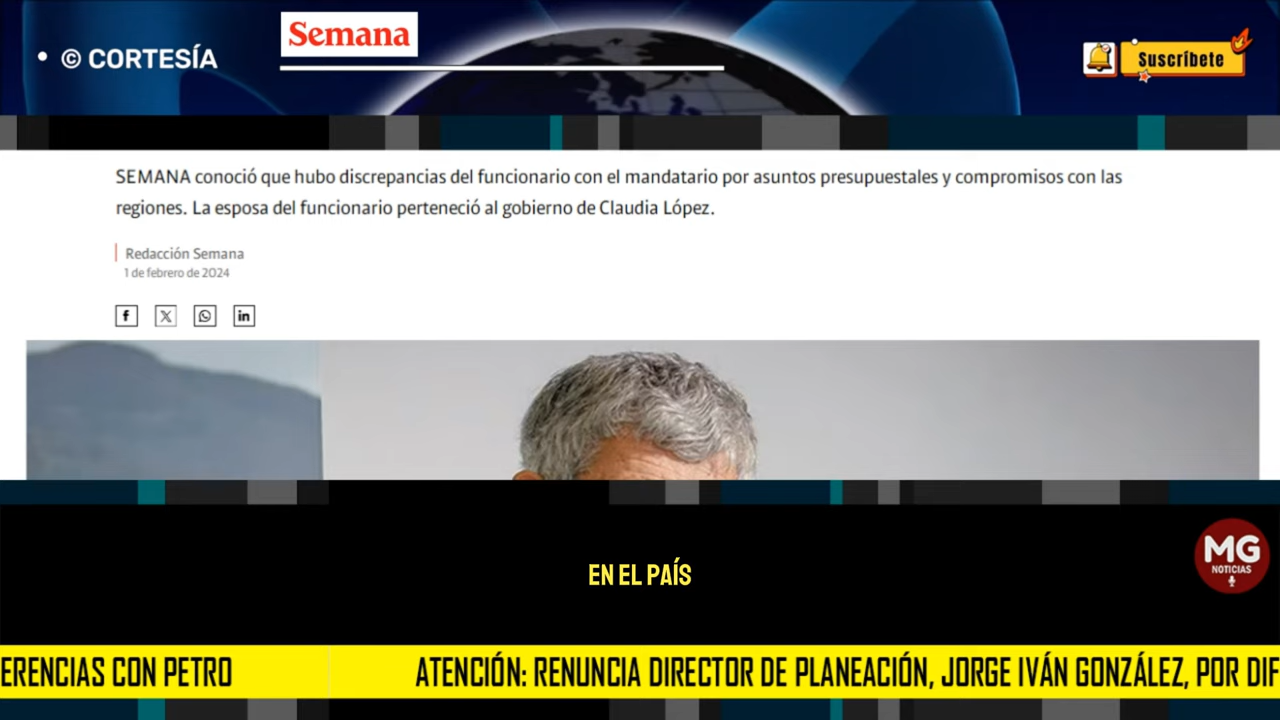 • © CORTESÍA
Semana
Suscríbete
SEMANA conoció que hubo discrepancias del funcionario con el mandatario por asuntos presupuestales y compromisos con las
regiones. La esposa del funcionario perteneció al gobierno de Claudia López.
Redacción Semana
1 de febrero de 2024
EN EL PAÍS
MG
NOTICIAS
ERENCIAS CON PETRO
ATENCIÓN: RENUNCIA DIRECTOR DE PLANEACIÓN, JORGE IVÁN GONZÁLEZ, POR DIF